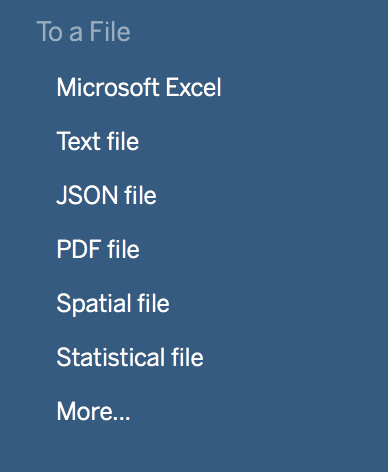 To a File
Microsoft Excel
Text file
JSON file
PDF file
Spatial file
Statistical file
More...